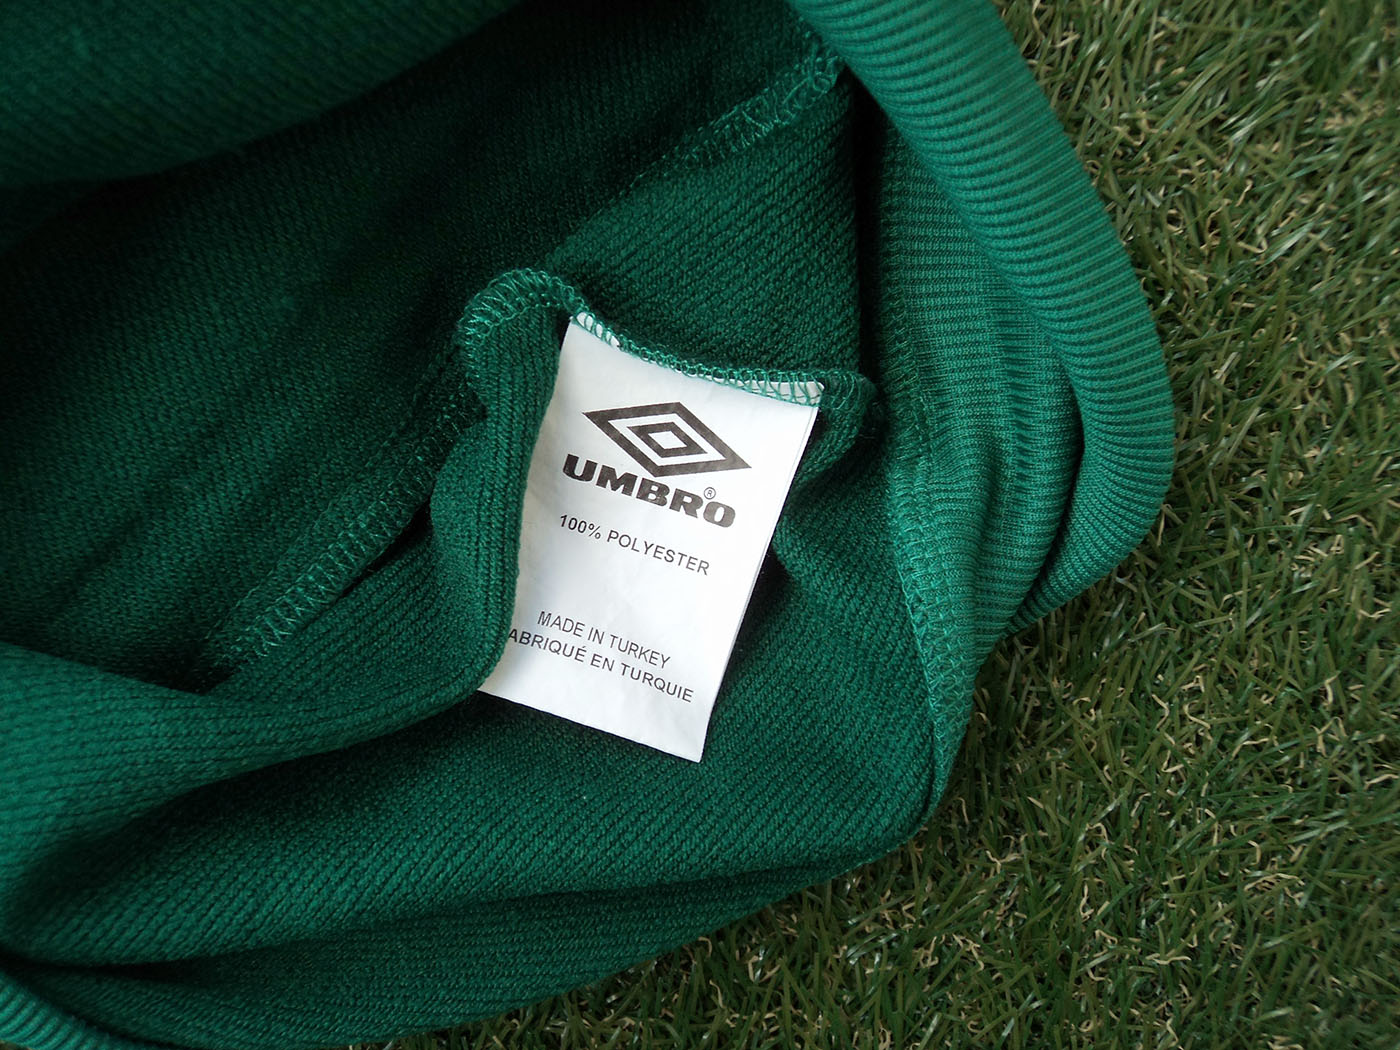 UMBRO®
100% POLYESTER
MADE IN TURKEY
ABRIQUÉ EN TURQUIE